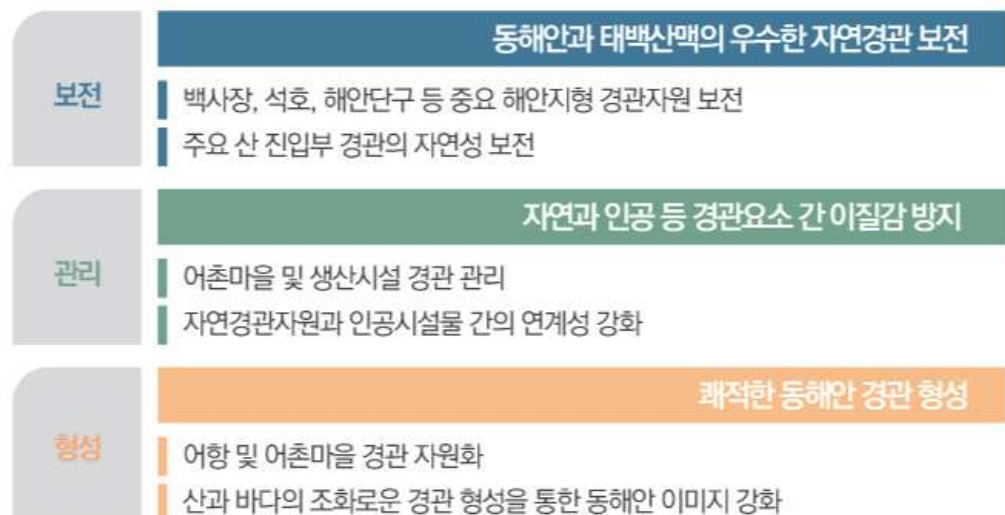 보전
동해안과 태백산맥의 우수한 자연경관 보전
백사장, 석호, 해안단구 등 중요 해안지형 경관자원 보전
주요 산 진입부 경관의 자연성 보전
관리
자연과 인공 등 경관요소 간 이질감 방지
어촌마을 및 생산시설 경관 관리
자연경관자원과 인공시설물 간의 연계성 강화
형성
쾌적한 동해안 경관 형성
어항 및 어촌마을 경관 자원화
산과 바다의 조화로운 경관 형성을 통한 동해안 이미지 강화